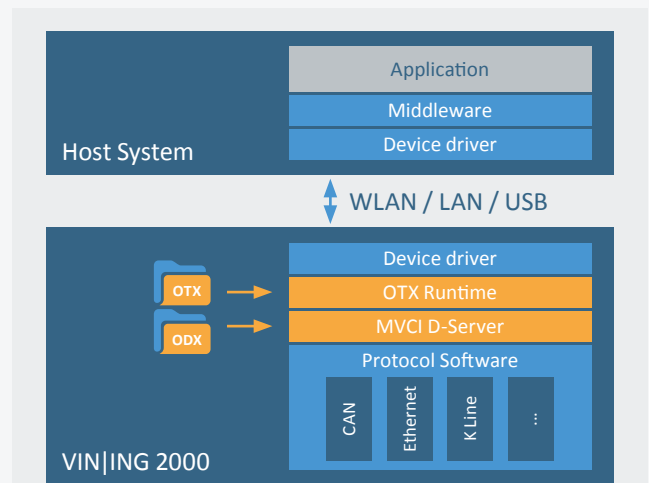 Application
Middleware
Device driver
Host System
WLAN / LAN / USB
Device driver
OTX
OTX Runtime
ODX
MVCI D-Server
Protocol Software
CAN
Ethernet
K Line
...
VIN|ING 2000